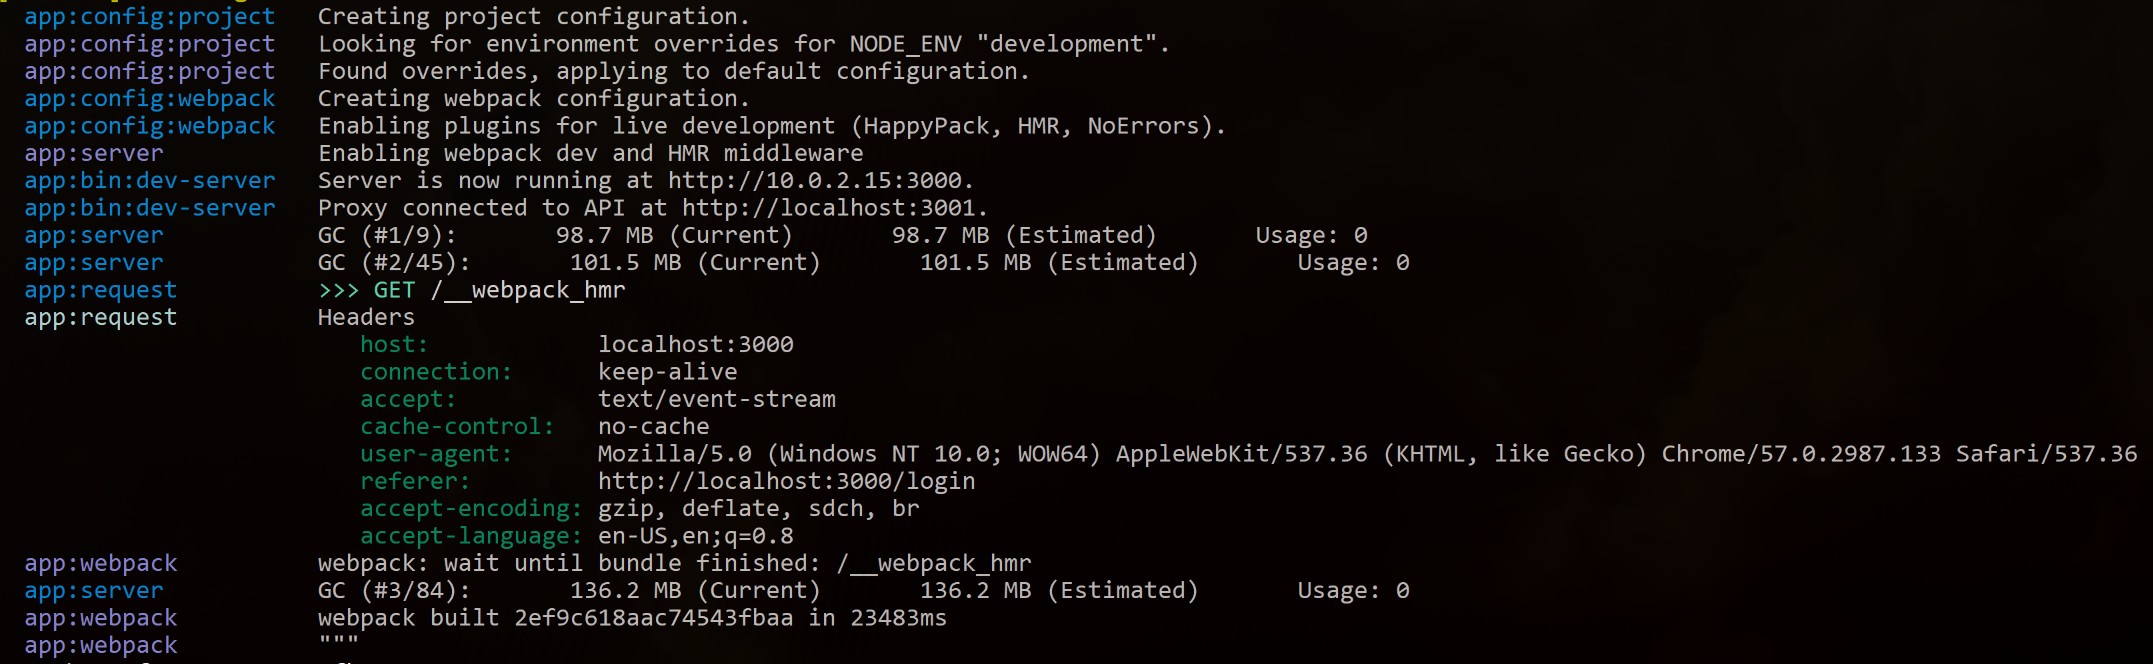 app:config:project Creating project configuration.
app:config:project Looking for environment overrides for NODE_ENV "development".
app:config:project Found overrides, applying to default configuration.
app:config:webpack Creating webpack configuration.
app:config:webpack Enabling plugins for live development (HappyPack, HMR, NoErrors).
app:server Enabling webpack dev and HMR middleware
app:bin:dev-server Server is now running at http://10.0.2.15:3000.
app:bin:dev-server Proxy connected to API at http://localhost:3001.
app:server GC (#1/9): 98.7 MB (Current) 98.7 MB (Estimated) Usage: 0
app:server GC (#2/45): 101.5 MB (Current) 101.5 MB (Estimated) Usage: 0
app:request >>> GET /__webpack_hmr
app:request Headers
host: localhost:3000
connection: keep-alive
accept: text/event-stream
cache-control: no-cache
user-agent: Mozilla/5.0 (Windows NT 10.0; WOW64) AppleWebKit/537.36 (KHTML, like Gecko) Chrome/57.0.2987.133 Safari/537.36
referer: http://localhost:3000/login
accept-encoding: gzip, deflate, sdch, br
accept-language: en-US,en;q=0.8
app:webpack webpack: wait until bundle finished: /__webpack_hmr
app:server GC (#3/84): 136.2 MB (Current) 136.2 MB (Estimated) Usage: 0
app:webpack webpack built 2ef9c618aac74543fbaa in 23483ms
app:webpack """